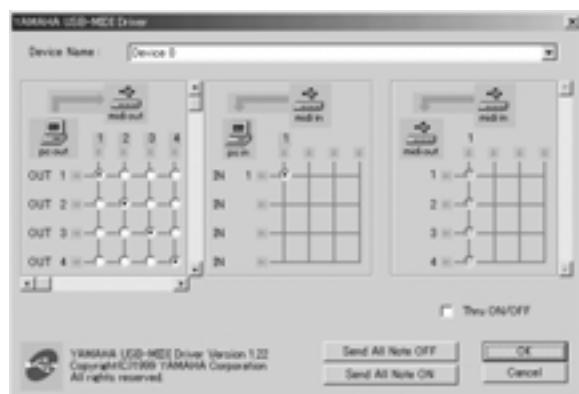 YAMAHA USB-MIDI Driver
Device Name :
Device 0
midi out
pc out
1 2 3 4
OUT 1
OUT 2
OUT 3
OUT 4
midi in
pc in
1
IN 1
IN
IN
IN
midi in
midi out
1
1
2
3
4
Thru ON/OFF
YAMAHA USB-MIDI Driver Version 1.22
Copyright(C)1999 YAMAHA Corporation
All rights reserved.
Send All Note OFF
Send All Note ON
OK
Cancel